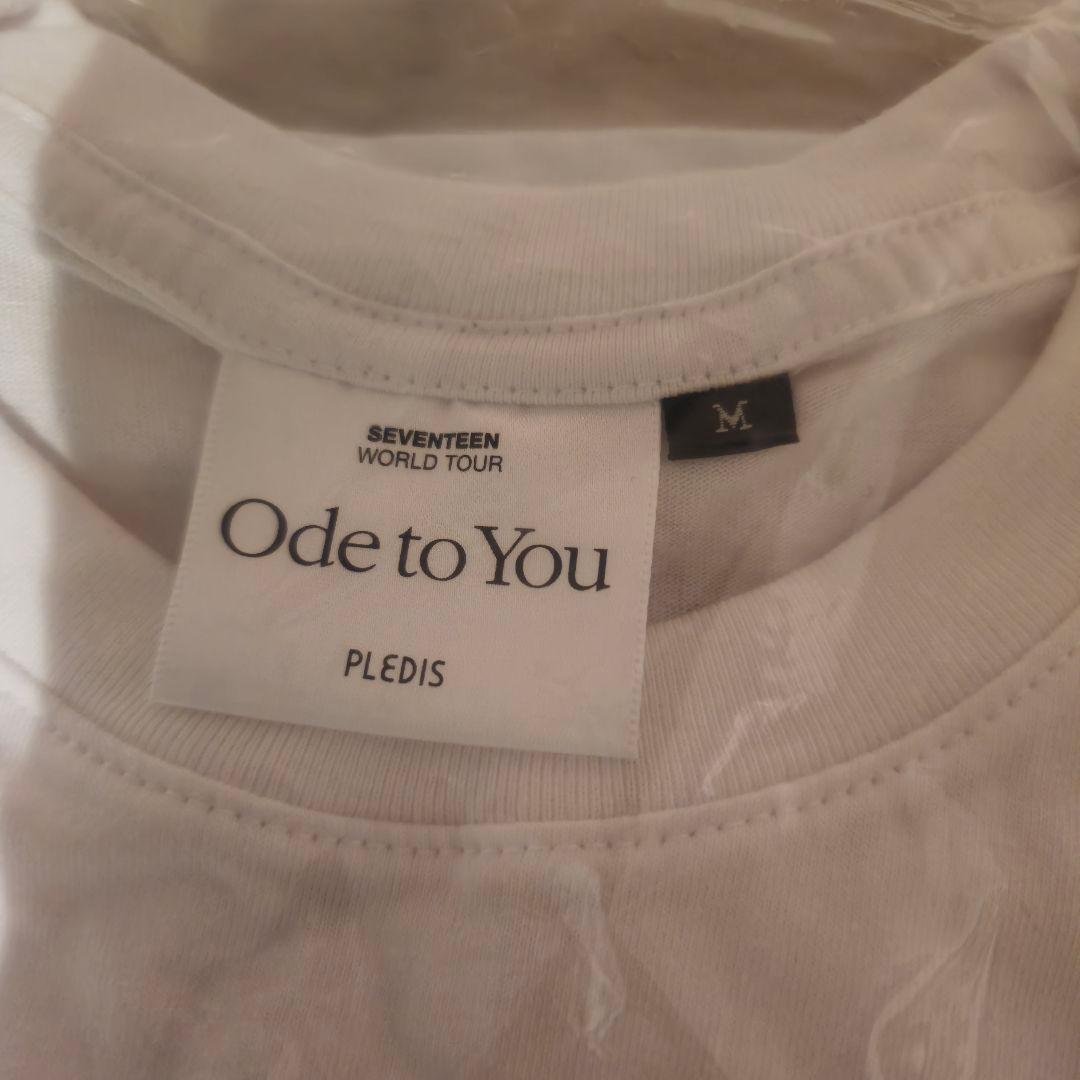 SEVENTEEN
WORLD TOUR
Ode to You
PLEDIS
M